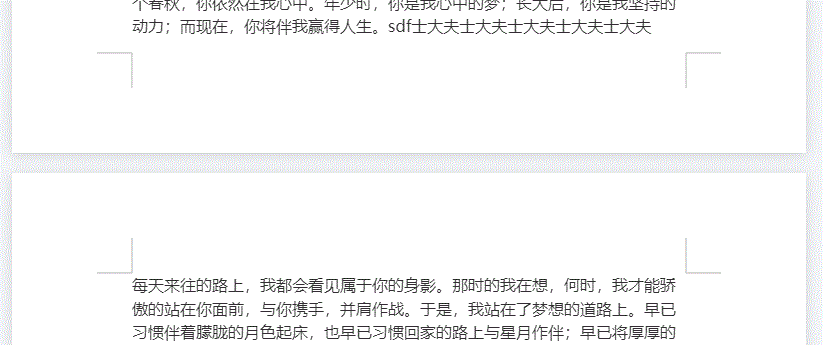 个春秋，你依然在我心中。年少时，你是我心中的梦；长大后，你是我坚持的
动力；而现在，你将伴我赢得人生。sdf士大夫士大夫士大夫士大夫士大夫
每天来往的路上，我都会看见属于你的身影。那时的我在想，何时，我才能骄
傲的站在你面前，与你携手，并肩作战。于是，我站在了梦想的道路上。早已
习惯伴着朦胧的月色起床，也早已习惯回家的路上与星月作伴；早已将厚厚的